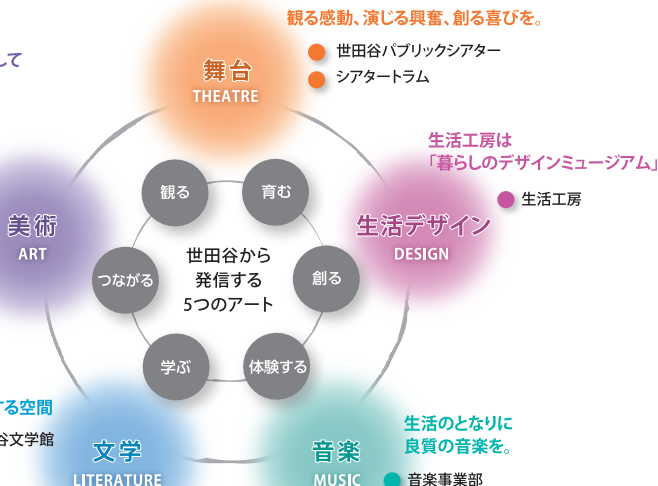 観る感動、演じる興奮、創る喜びを。
世田谷パブリックシアター
シアタートラム
して
舞台
THEATRE
生活工房は
「暮らしのデザインミュージアム」
生活工房
観る
育む
美術
ART
生活デザイン
DESIGN
つながる
世田谷から
発信する
5つのアート
創る
学ぶ
体験する
する空間
谷文学館
文学
LITERATURE
音楽
MUSIC
生活のとなりに
良質の音楽を。
音楽事業部